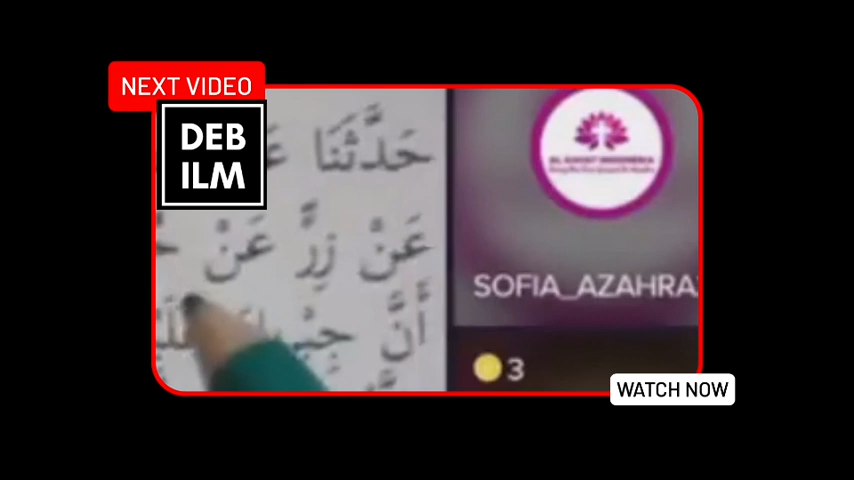 NEXT VIDEO
DEB
ILM
حَدَّثَنَا
عَنْ زِرٍّ عَنْ
أَنَّ
SOFIA_AZAHRA
3
WATCH NOW